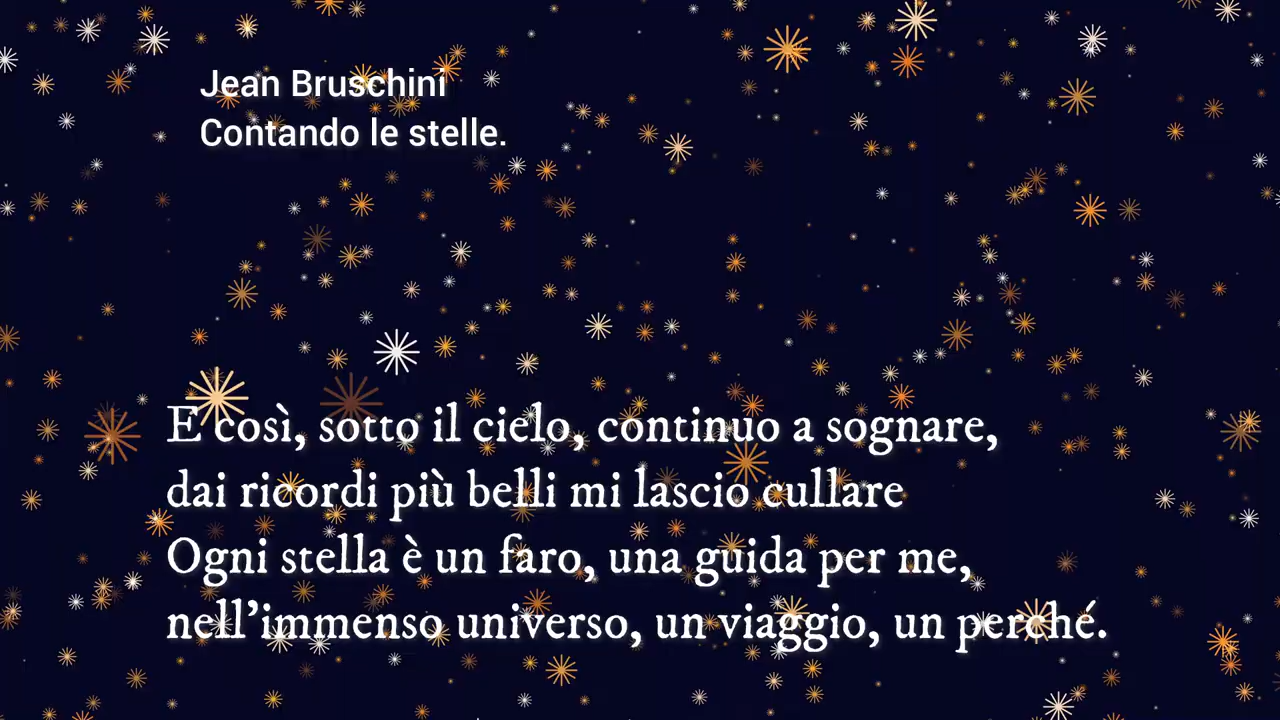 Jean Bruschini
Contando le stelle.
E così, sotto il cielo, continuo a sognare,
dai ricordi più belli mi lascio cullare
Ogni stella è un faro, una guida per me,
nell'immenso universo, un viaggio, un perché.